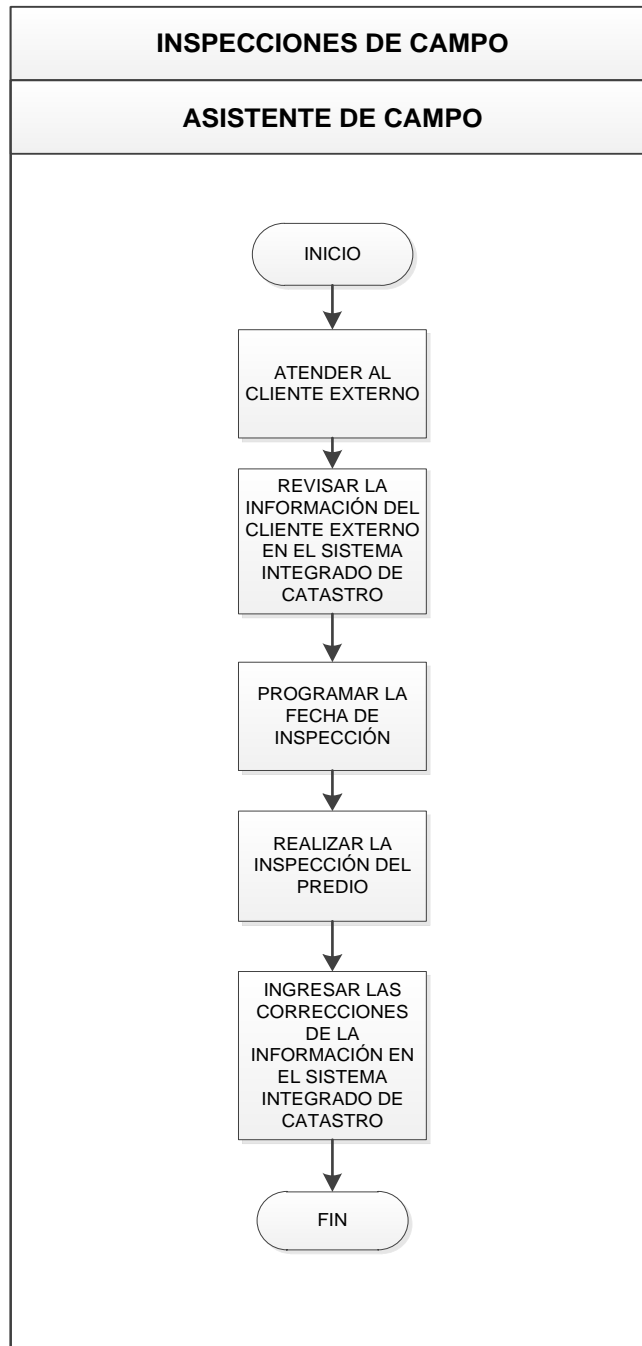 INSPECCIONES DE CAMPO
ASISTENTE DE CAMPO
INICIO
ATENDER AL
CLIENTE EXTERNO
REVISAR LA
INFORMACIÓN DEL
CLIENTE EXTERNO
EN EL SISTEMA
INTEGRADO DE
CATASTRO
PROGRAMAR LA
FECHA DE
INSPECCIÓN
REALIZAR LA
INSPECCIÓN DEL
PREDIO
INGRESAR LAS
CORRECCIONES
DE LA
INFORMACIÓN EN
EL SISTEMA
INTEGRADO DE
CATASTRO
FIN